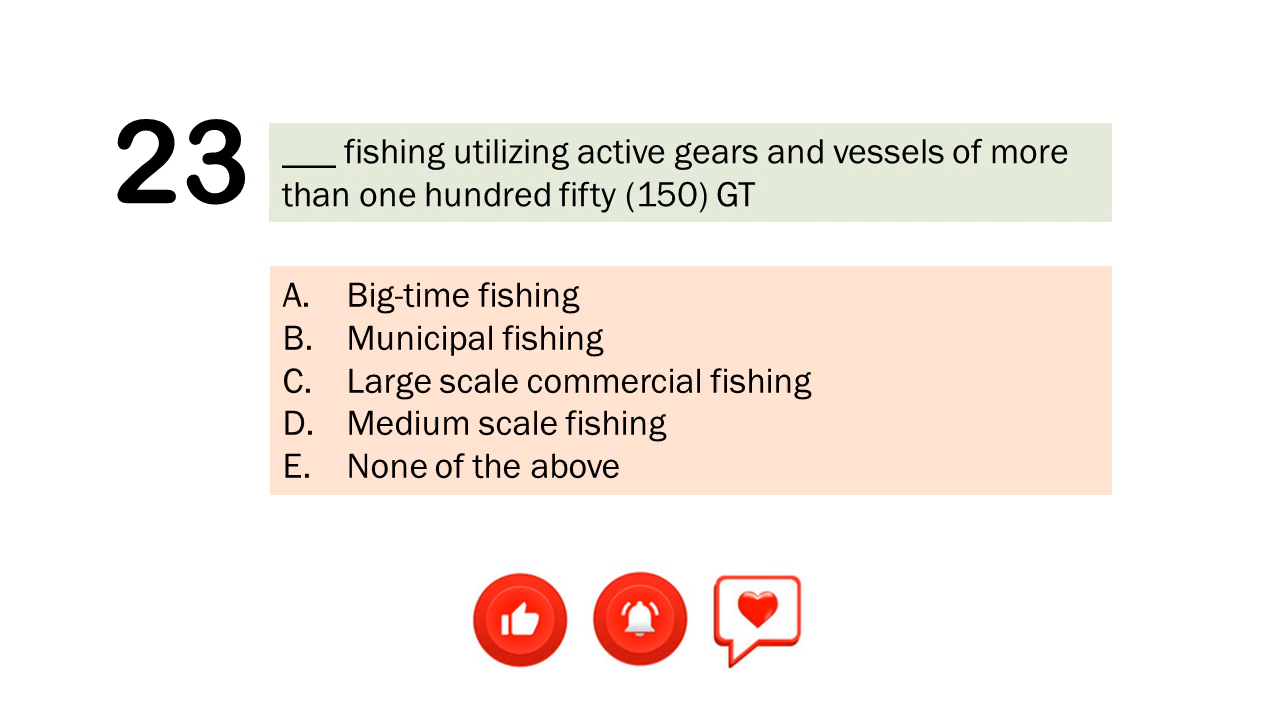 23
___ fishing utilizing active gears and vessels of more
than one hundred fifty (150) GT
A. Big-time fishing
B. Municipal fishing
C. Large scale commercial fishing
D. Medium scale fishing
E. None of the above